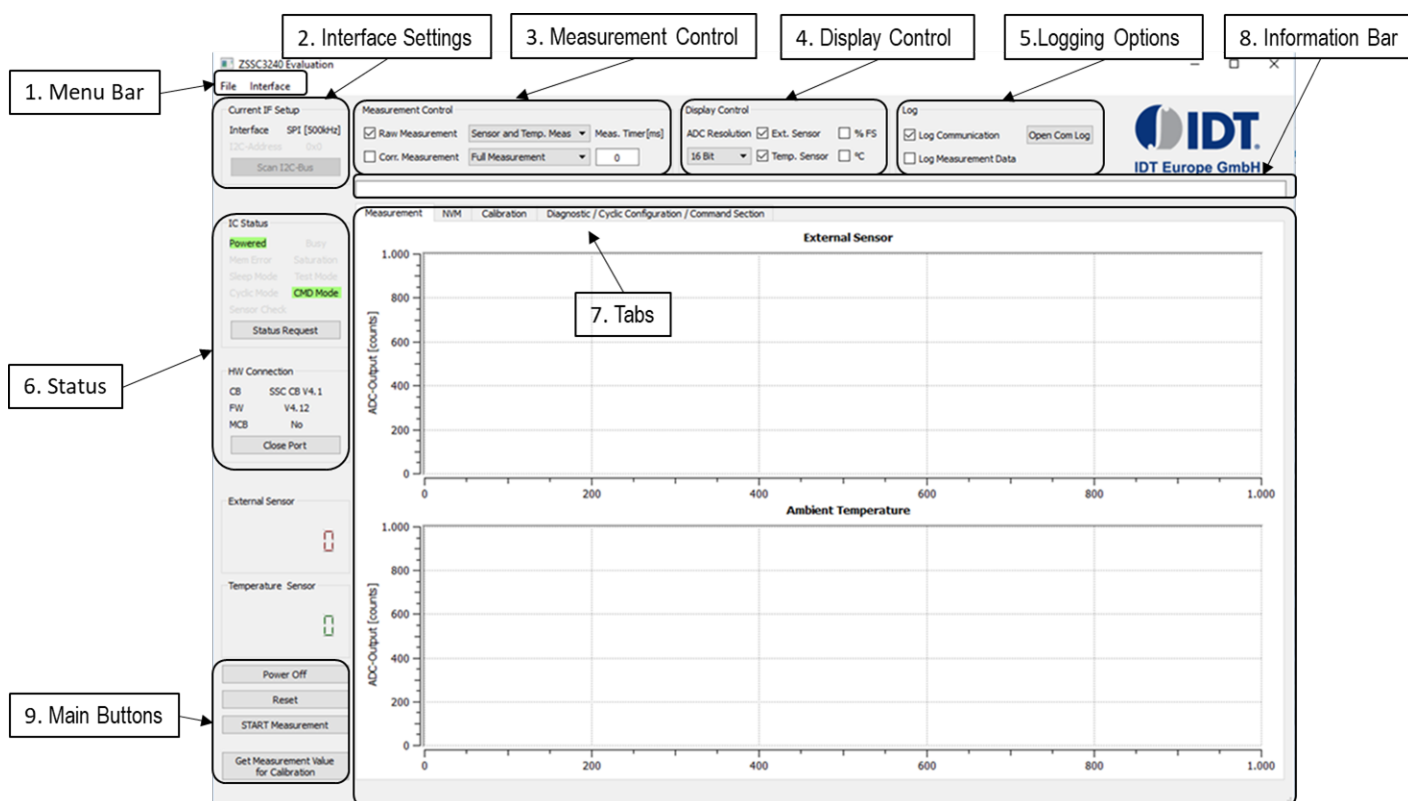 2. Interface Settings
3. Measurement Control
4. Display Control
5.Logging Options
8. Information Bar
1. Menu Bar
ZSSC3240 Evaluation
File Interface
Current IF Setup
Interface SPI [500kHz]
I2C-Address 0x0
Scan I2C-Bus
Measurement Control
Raw Measurement Sensor and Temp. Meas Meas. Timer[ms]
Corr. Measurement Full Measurement 0
Display Control
ADC Resolution Ext. Sensor % FS
16 Bit Temp. Sensor °C
Log
Log Communication Open Com Log
Log Measurement Data
IDT.
IDT Europe GmbH
Measurement NVM Calibration Diagnostic / Cyclic Configuration / Command Section
IC Status
Powered Busy
Mem Error Saturation
Sleep Mode Test Mode
Cyclic Mode CMD Mode
Sensor Check
Status Request
6. Status
HW Connection
CB SSC CB V4.1
FW V4.12
MCB No
Close Port
External Sensor
0
Temperature Sensor
0
9. Main Buttons
Power Off
Reset
START Measurement
Get Measurement Value
for Calibration
7. Tabs
External Sensor
ADC-Output [counts]
1.000
800
600
400
200
0
0 200 400 600 800 1.000
Ambient Temperature
ADC-Output [counts]
1.000
800
600
400
200
0
0 200 400 600 800 1.000